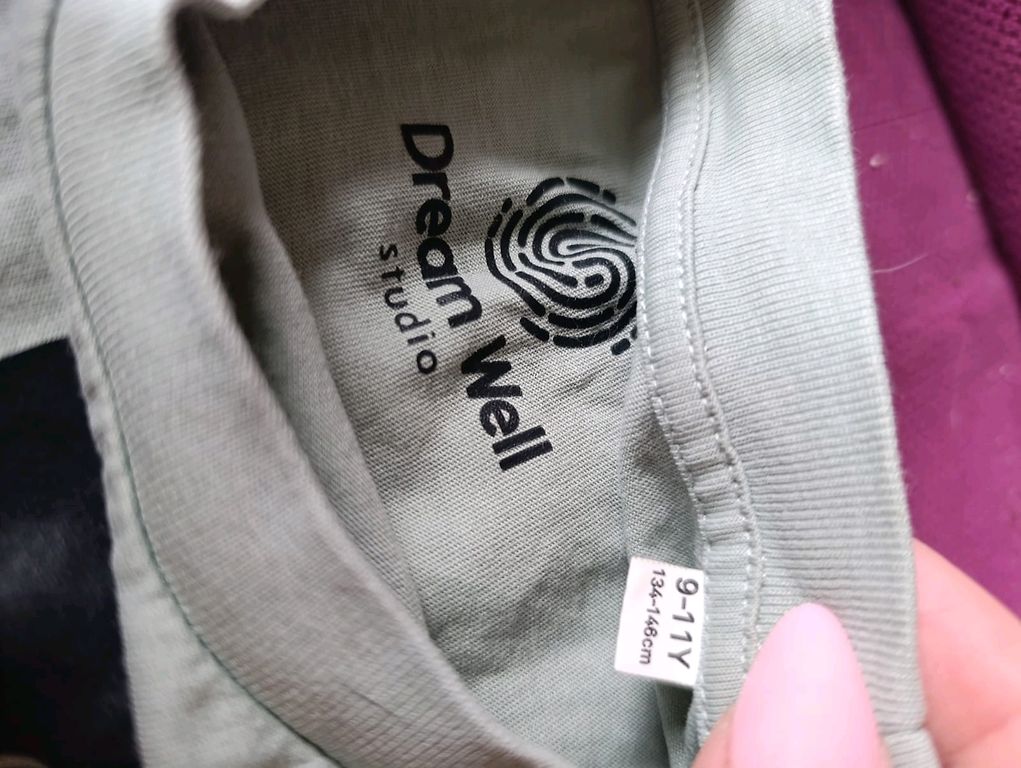 Dream Well
studio
9-11Y
134-146cm